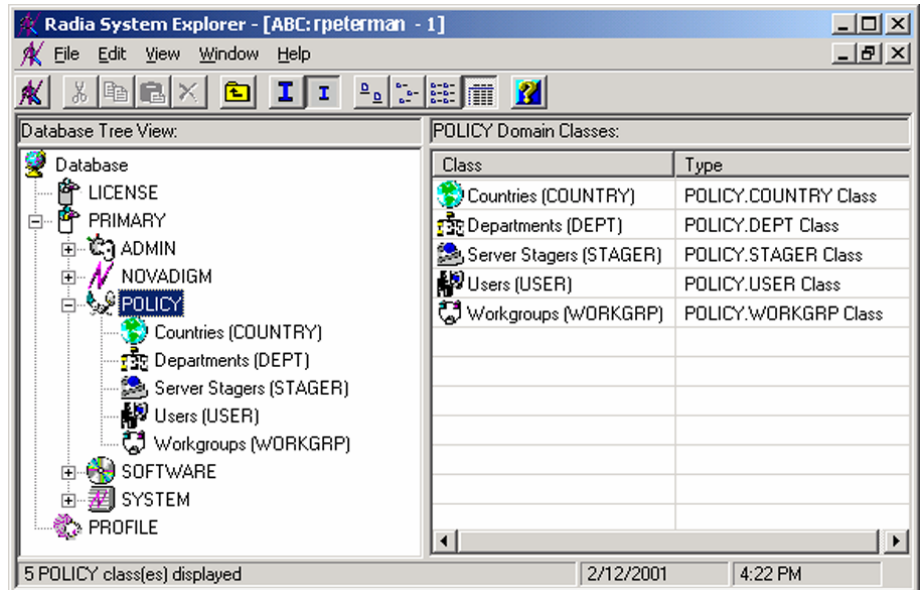 Radia System Explorer - [ABC: rpeterman - 1]
File Edit View Window Help
Database Tree View:
POLICY Domain Classes:
Database
LICENSE
PRIMARY
ADMIN
NOVADIGM
POLICY
Countries (COUNTRY)
Departments (DEPT)
Server Stagers (STAGER)
Users (USER)
Workgroups (WORKGRP)
SOFTWARE
SYSTEM
PROFILE
Class Type
Countries (COUNTRY) POLICY.COUNTRY Class
Departments (DEPT) POLICY.DEPT Class
Server Stagers (STAGER) POLICY.STAGER Class
Users (USER) POLICY.USER Class
Workgroups (WORKGRP) POLICY.WORKGRP Class
5 POLICY class(es) displayed 2/12/2001 4:22 PM